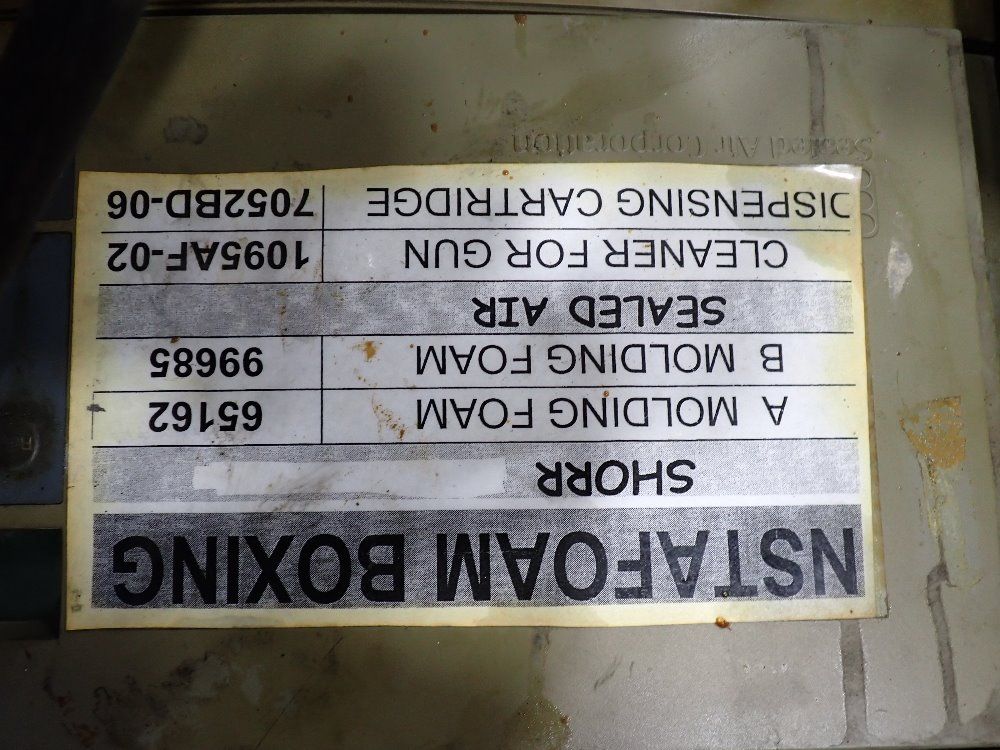 NSTAFOAM BOXING
SHORR
A MOLDING FOAM 65162
B MOLDING FOAM 99685
SEALED AIR
CLEANER FOR GUN 1095AF-02
DISPENSING CARTRIDGE 7052BD-06
Sealed Air Corporation